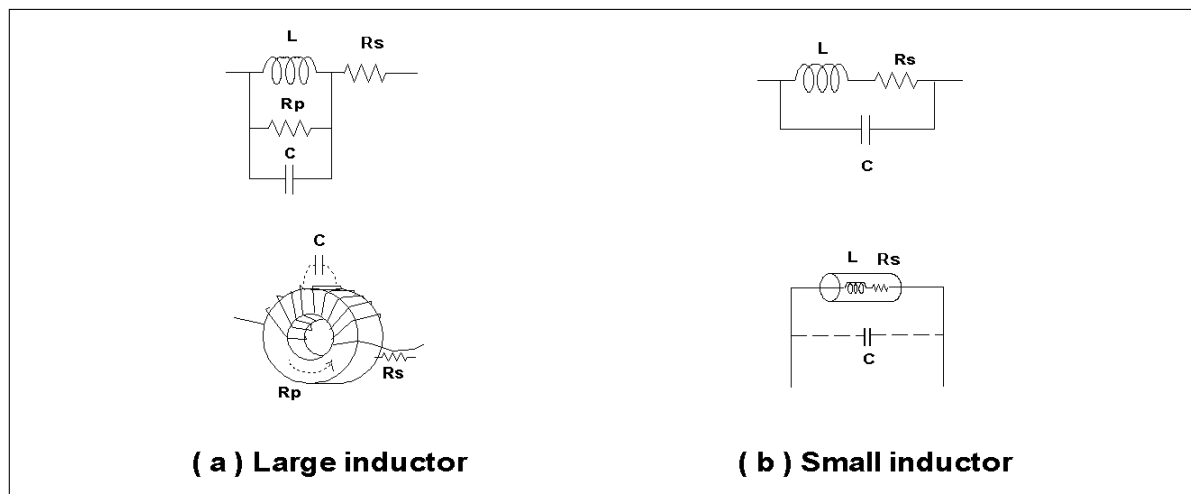 L
Rs
Rp
C
C
Rp
Rs
( a ) Large inductor
L
Rs
C
L Rs
C
( b ) Small inductor